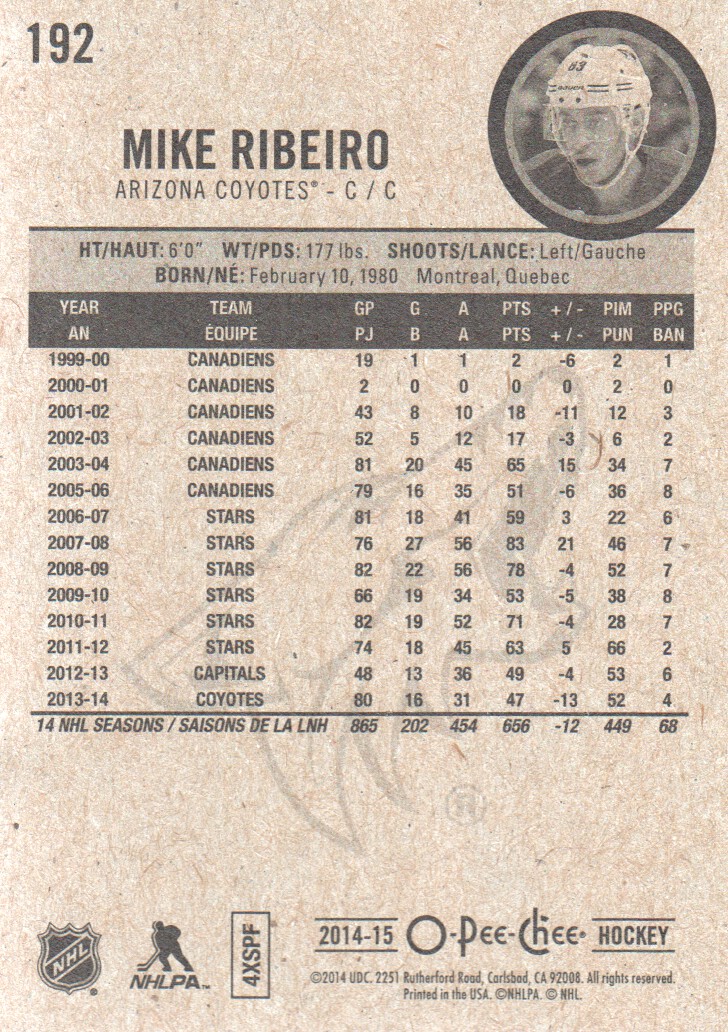 192
83
BAUER
MIKE RIBEIRO
ARIZONA COYOTES® - C / C
HT/HAUT: 6'0" WT/PDS: 177 lbs. SHOOTS/LANCE: Left/Gauche
BORN/NÉ: February 10, 1980 Montreal, Quebec
YEAR TEAM GP G A PTS +/- PIM PPG
AN ÉQUIPE PJ B A PTS +/- PUN BAN
1999-00 CANADIENS 19 1 1 2 -6 2 1
2000-01 CANADIENS 2 0 0 0 0 2 0
2001-02 CANADIENS 43 8 10 18 -11 12 3
2002-03 CANADIENS 52 5 12 17 -3 6 2
2003-04 CANADIENS 81 20 45 65 15 34 7
2005-06 CANADIENS 79 16 35 51 -6 36 8
2006-07 STARS 81 18 41 59 3 22 6
2007-08 STARS 76 27 56 83 21 46 7
2008-09 STARS 82 22 56 78 -4 52 7
2009-10 STARS 66 19 34 53 -5 38 8
2010-11 STARS 82 19 52 71 -4 28 7
2011-12 STARS 74 18 45 63 5 66 2
2012-13 CAPITALS 48 13 36 49 -4 53 6
2013-14 COYOTES 80 16 31 47 -13 52 4
14 NHL SEASONS / SAISONS DE LA LNH 865 202 454 656 -12 449 68
®
NHL ®
NHLPA™
4XSPF
2014-15 O-Pee-Chee® HOCKEY
©2014 UDC. 2251 Rutherford Road, Carlsbad, CA 92008. All rights reserved.
Printed in the USA. ©NHLPA. © NHL.